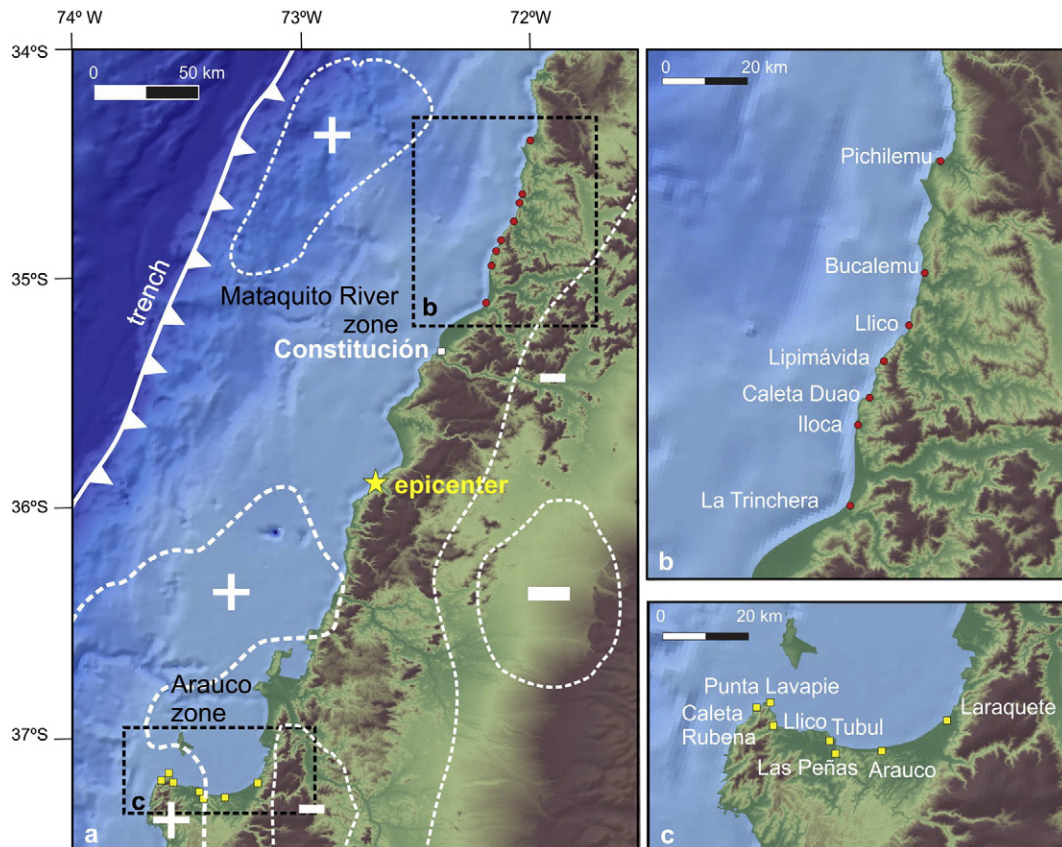 74º W
73ºW
72ºW
34ºS
0
50 km
trench
Mataquito River
zone
b
35ºS
Constitución
epicenter
36ºS
Arauco
zone
37ºS
c
a
0
20 km
Pichilemu
Bucalemu
Llico
Lipimávida
Caleta Duao
Iloca
La Trinchera
b
0
20 km
Punta Lavapie
Caleta
Rubena
Llico
Tubul
Laraquete
Las Peñas
Arauco
c